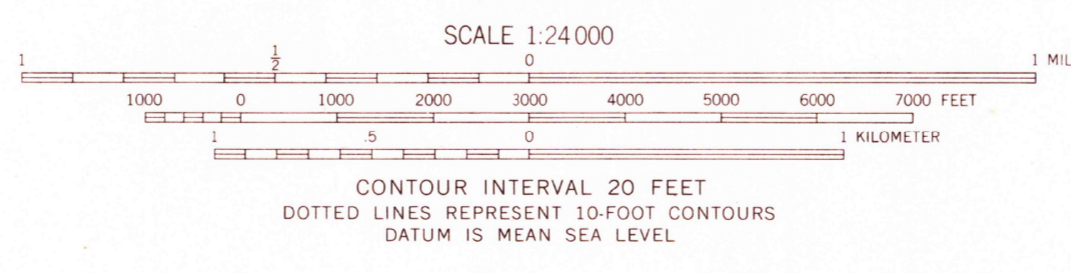 SCALE 1:24 000
1 1/2 0 1 MIL
1000 0 1000 2000 3000 4000 5000 6000 7000 FEET
1 .5 0 1 KILOMETER
CONTOUR INTERVAL 20 FEET
DOTTED LINES REPRESENT 10-FOOT CONTOURS
DATUM IS MEAN SEA LEVEL